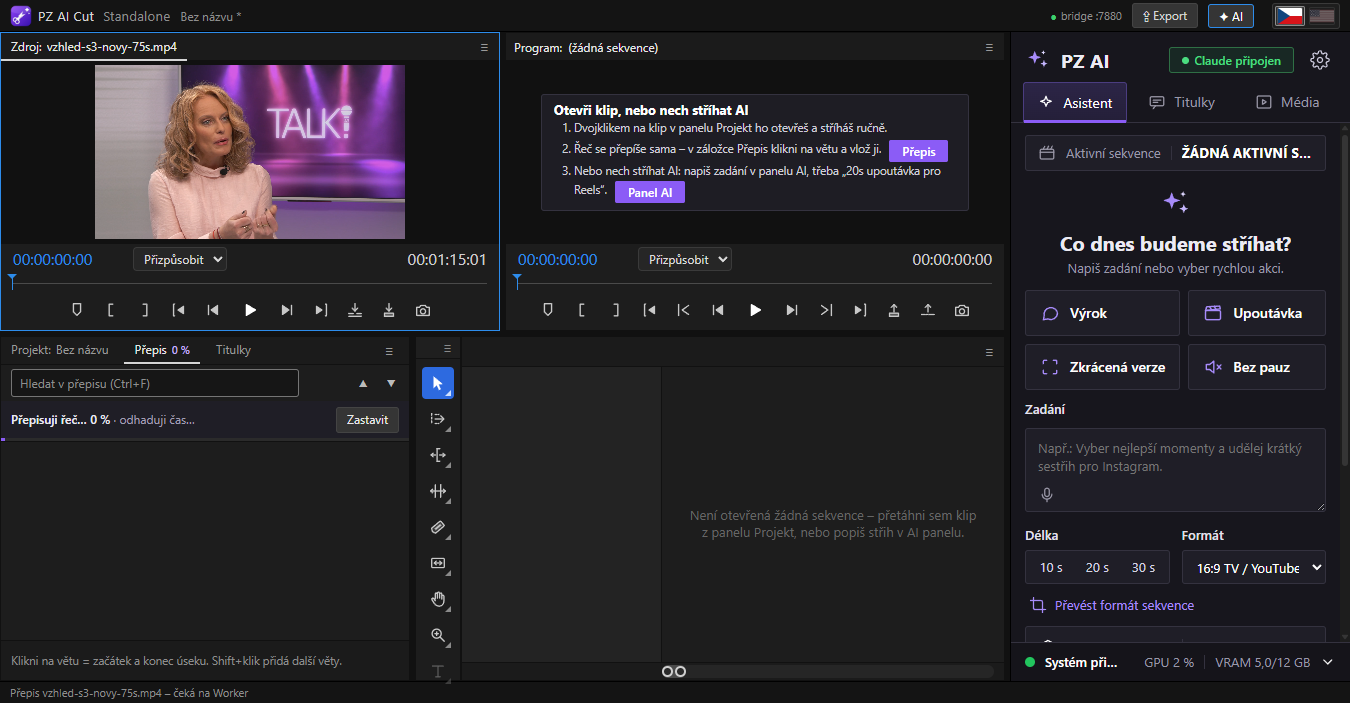 PZ AI Cut Standalone Bez názvu *
bridge :7880
Export
AI
Zdroj: vzhled-s3-novy-75s.mp4
TALK!
00:00:00:00
Přizpůsobit
00:01:15:01
Program: (žádná sekvence)
Otevři klip, nebo nech stříhat AI
1. Dvojklikem na klip v panelu Projekt ho otevřeš a stříháš ručně.
2. Řeč se přepíše sama – v záložce Přepis klikni na větu a vlož ji. Přepis
3. Nebo nech stříhat AI: napiš zadání v panelu AI, třeba „20s upoutávka pro
Reels“. Panel AI
00:00:00:00
Přizpůsobit
00:00:00:00
Projekt: Bez názvu
Přepis 0 %
Titulky
Hledat v přepisu (Ctrl+F)
Přepisuji řeč... 0 % · odhaduji čas...
Zastavit
Klikni na větu = začátek a konec úseku. Shift+klik přidá další věty.
Není otevřená žádná sekvence – přetáhni sem klip
z panelu Projekt, nebo popiš střih v AI panelu.
PZ AI
Claude připojen
Asistent
Titulky
Média
Aktivní sekvence
ŽÁDNÁ AKTIVNÍ S...
Co dnes budeme stříhat?
Napiš zadání nebo vyber rychlou akci.
Výrok
Upoutávka
Zkrácená verze
Bez pauz
Zadání
Např.: Vyber nejlepší momenty a udělej krátký
sestřih pro Instagram.
Délka
Formát
10 s
20 s
30 s
16:9 TV / YouTube
Převést formát sekvence
Systém při...
GPU 2 %
VRAM 5,0/12 GB
Přepis vzhled-s3-novy-75s.mp4 – čeká na Worker